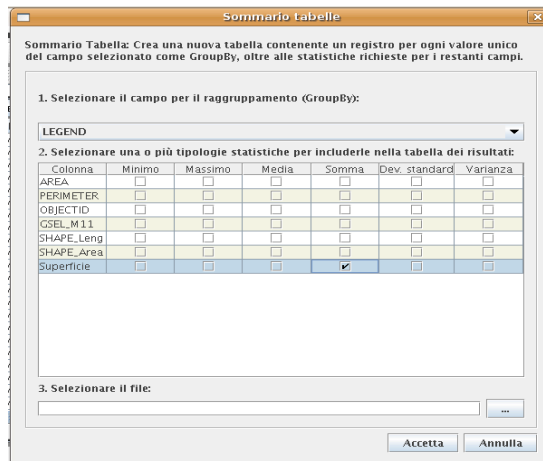 Sommario tabelle
Sommario Tabella: Crea una nuova tabella contenente un registro per ogni valore unico
del campo selezionato come GroupBy, oltre alle statistiche richieste per i restanti campi.
1. Selezionare il campo per il raggruppamento (GroupBy):
LEGEND
2. Selezionare una o più tipologie statistiche per includerle nella tabella dei risultati:
Colonna Minimo Massimo Media Somma Dev. standard Varianza
AREA
PERIMETER
OBJECTID
GSEL_M11
SHAPE_Leng
SHAPE_Area
Superficie
3. Selezionare il file:
...
Accetta Annulla